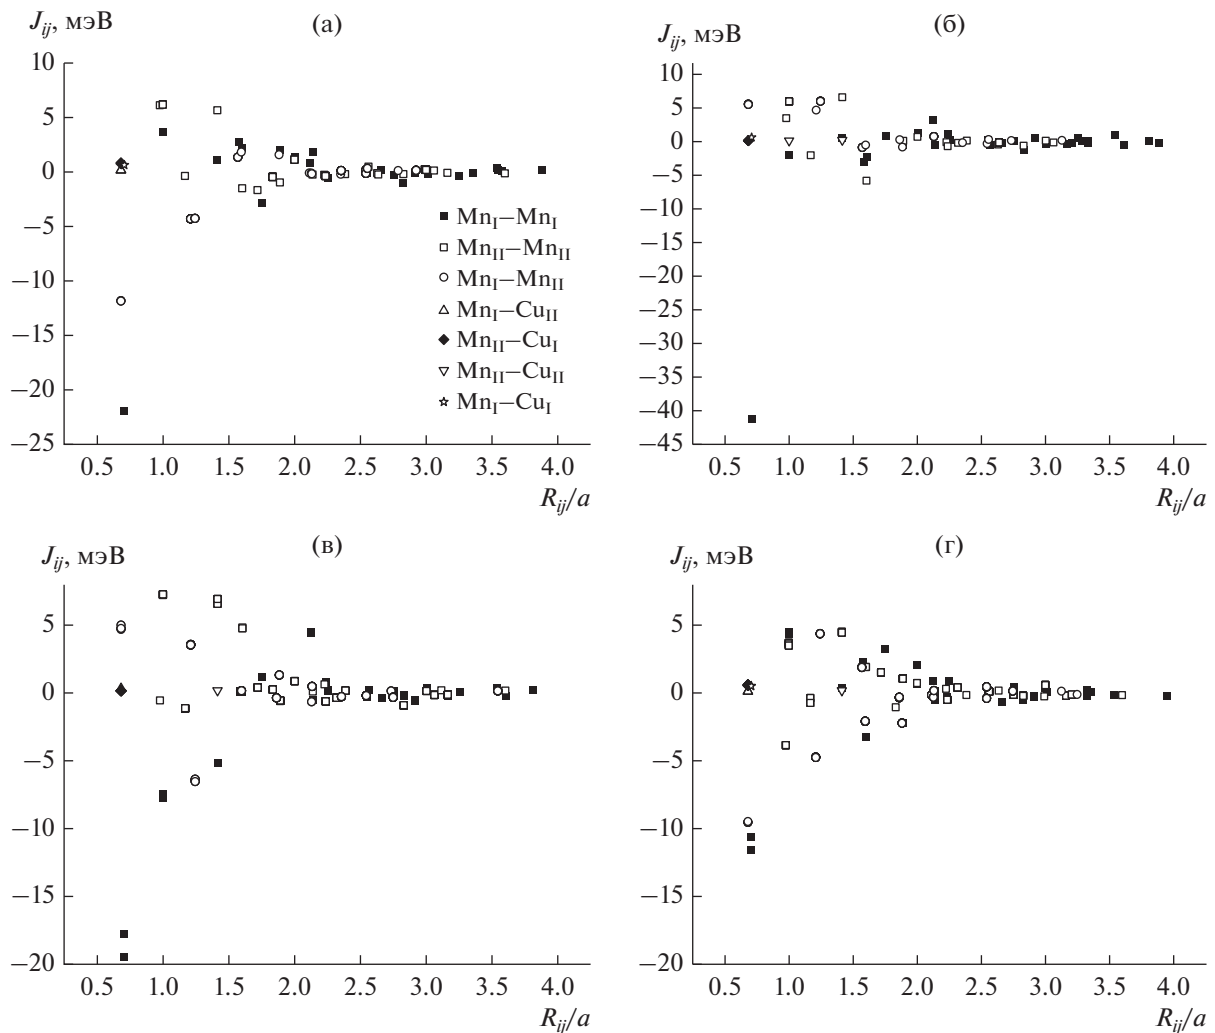 J_ij, мэВ
(а)
10
5
0
−5
−10
−15
−20
−25
0.5 1.0 1.5 2.0 2.5 3.0 3.5 4.0
R_ij/a
Mn_I−Mn_I
Mn_II−Mn_II
Mn_I−Mn_II
Mn_I−Cu_II
Mn_II−Cu_I
Mn_II−Cu_II
Mn_I−Cu_I
J_ij, мэВ
(б)
10
5
0
−5
−10
−15
−20
−25
−30
−35
−40
−45
0.5 1.0 1.5 2.0 2.5 3.0 3.5 4.0
R_ij/a
J_ij, мэВ
(в)
5
0
−5
−10
−15
−20
0.5 1.0 1.5 2.0 2.5 3.0 3.5 4.0
R_ij/a
J_ij, мэВ
(г)
5
0
−5
−10
−15
−20
0.5 1.0 1.5 2.0 2.5 3.0 3.5 4.0
R_ij/a